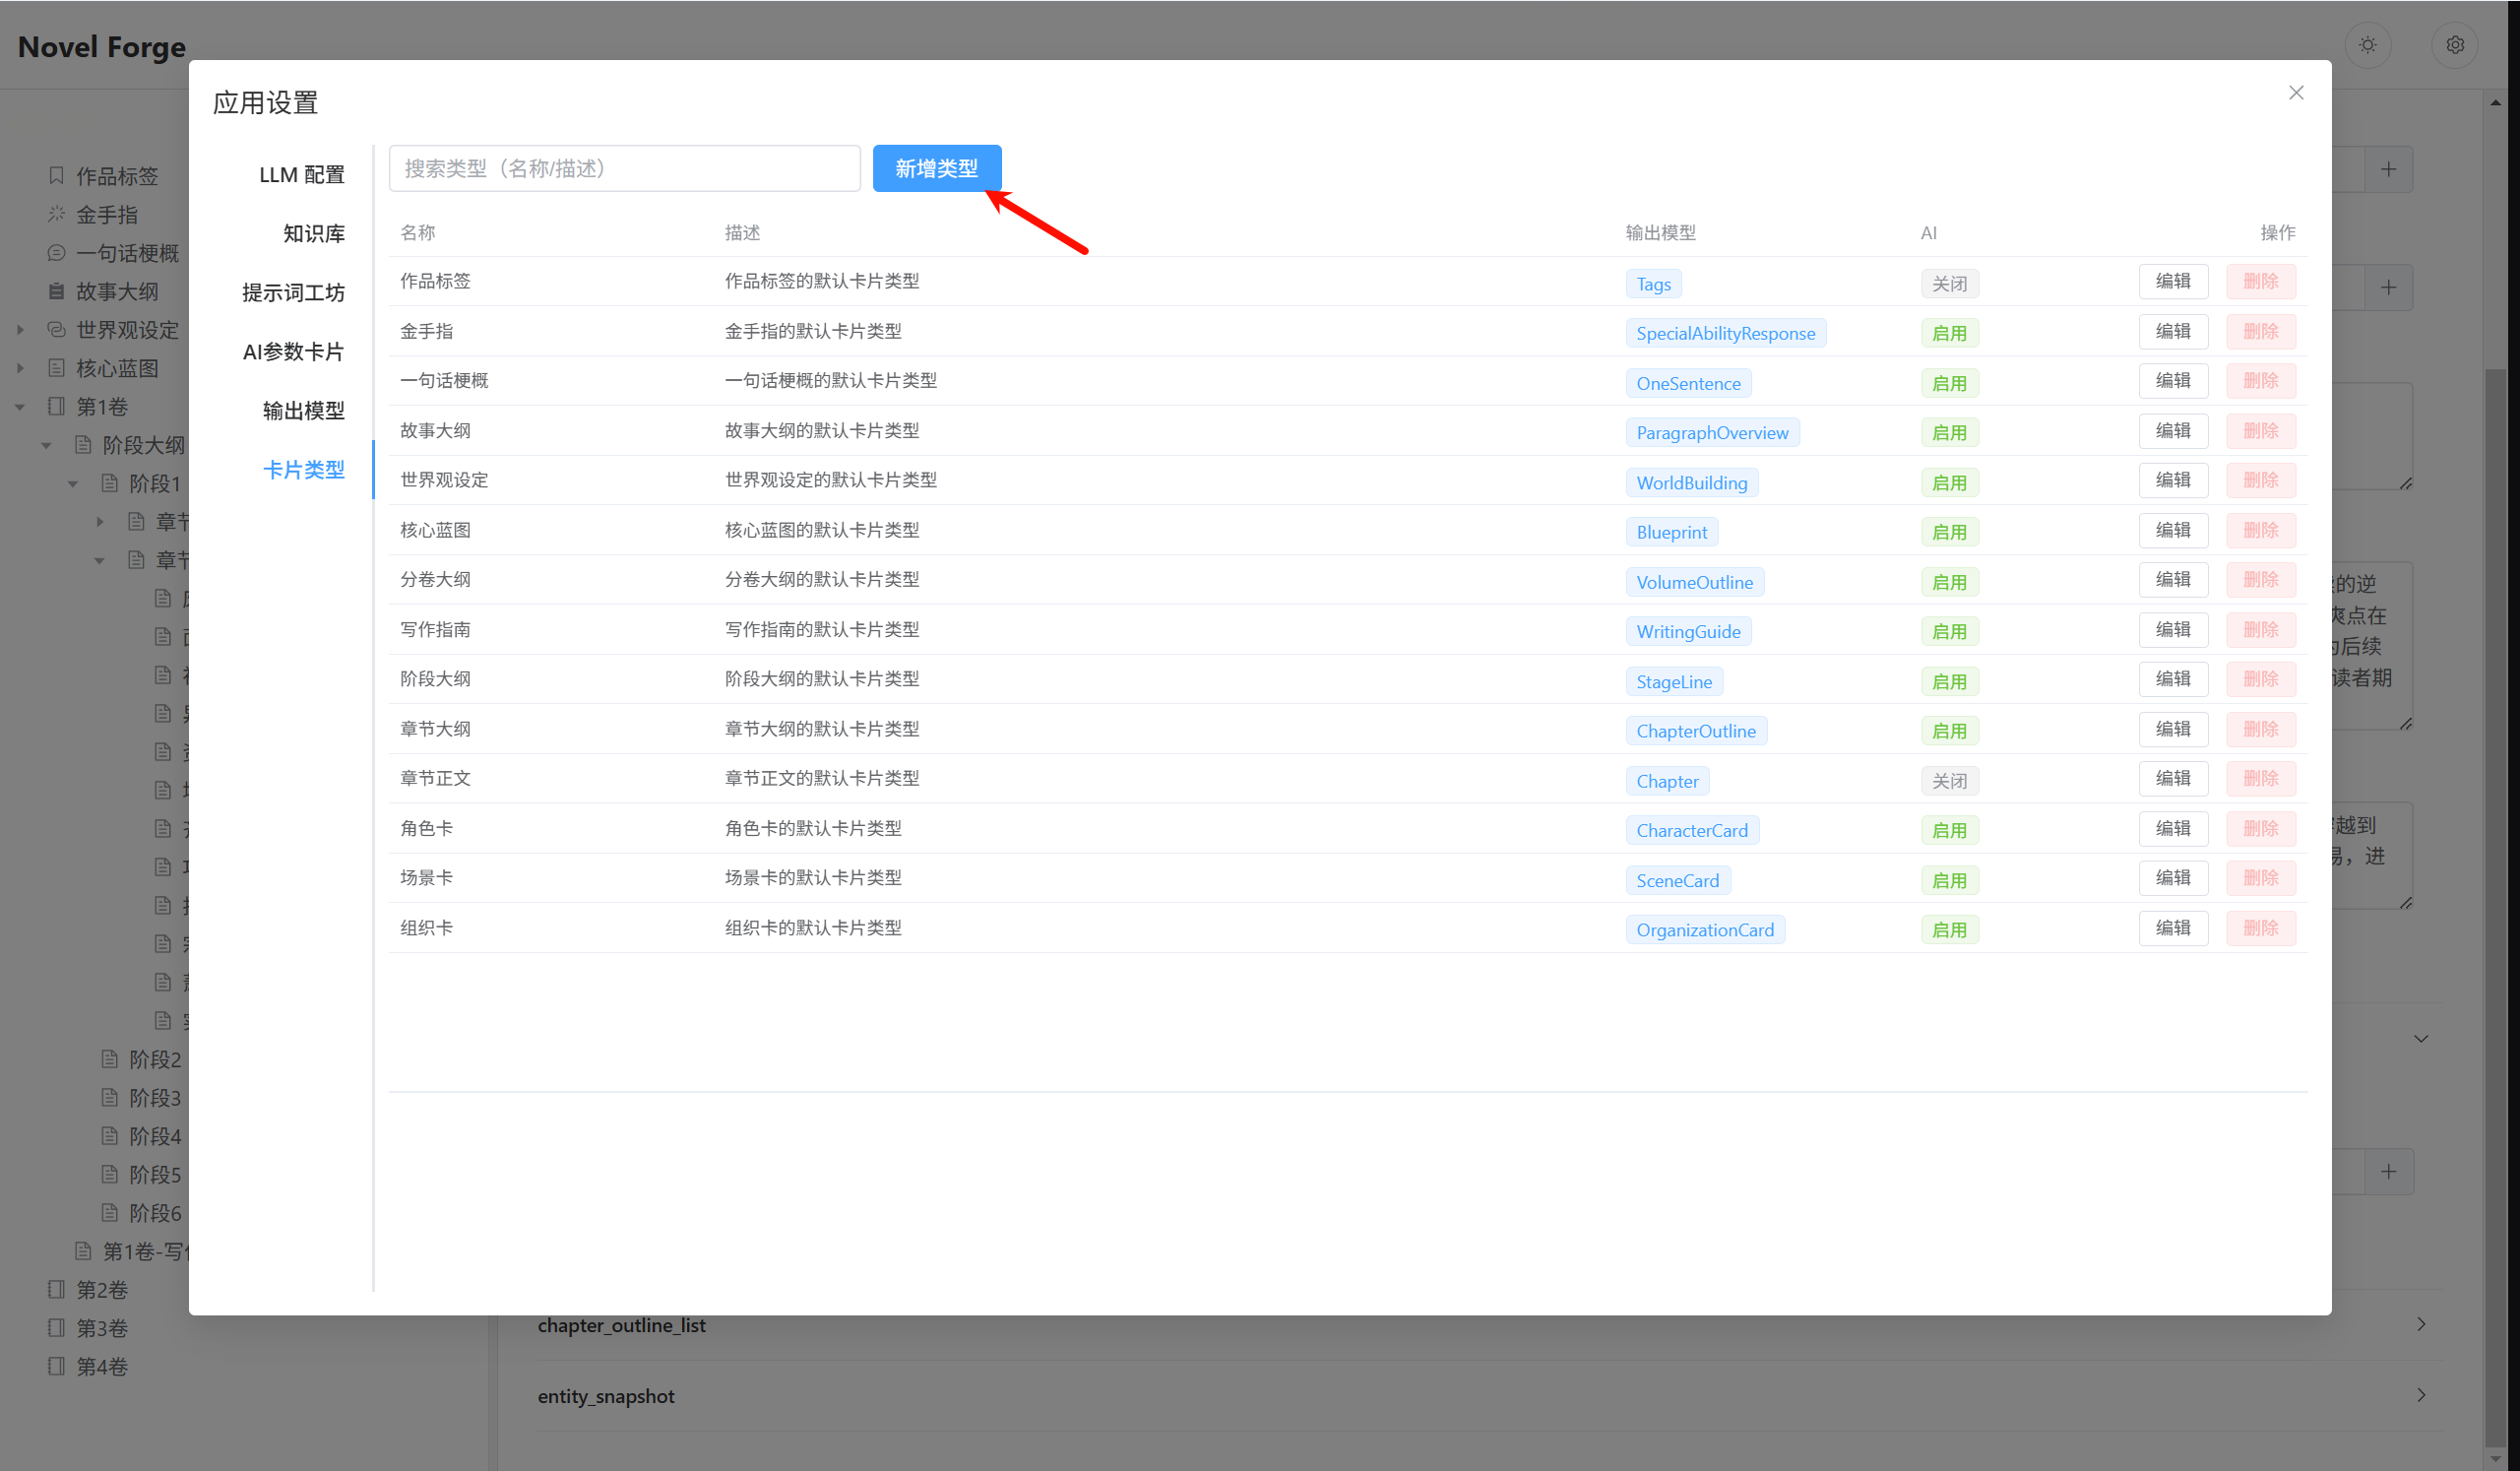 Novel Forge
应用设置
LLM 配置
知识库
提示词工坊
AI参数卡片
输出模型
卡片类型
搜索类型（名称/描述）
新增类型
名称 描述 输出模型 AI 操作
作品标签 作品标签的默认卡片类型 Tags 关闭 编辑 删除
金手指 金手指的默认卡片类型 SpecialAbilityResponse 启用 编辑 删除
一句话梗概 一句话梗概的默认卡片类型 OneSentence 启用 编辑 删除
故事大纲 故事大纲的默认卡片类型 ParagraphOverview 启用 编辑 删除
世界观设定 世界观设定的默认卡片类型 WorldBuilding 启用 编辑 删除
核心蓝图 核心蓝图的默认卡片类型 Blueprint 启用 编辑 删除
分卷大纲 分卷大纲的默认卡片类型 VolumeOutline 启用 编辑 删除
写作指南 写作指南的默认卡片类型 WritingGuide 启用 编辑 删除
阶段大纲 阶段大纲的默认卡片类型 StageLine 启用 编辑 删除
章节大纲 章节大纲的默认卡片类型 ChapterOutline 启用 编辑 删除
章节正文 章节正文的默认卡片类型 Chapter 关闭 编辑 删除
角色卡 角色卡的默认卡片类型 CharacterCard 启用 编辑 删除
场景卡 场景卡的默认卡片类型 SceneCard 启用 编辑 删除
组织卡 组织卡的默认卡片类型 OrganizationCard 启用 编辑 删除
作品标签
金手指
一句话梗概
故事大纲
世界观设定
核心蓝图
第1卷
阶段大纲
阶段1
章节
章节
阶段2
阶段3
阶段4
阶段5
阶段6
第1卷-写
第2卷
第3卷
第4卷
的逆
爽点在
后续
读者期
越到
易，进
chapter_outline_list
entity_snapshot